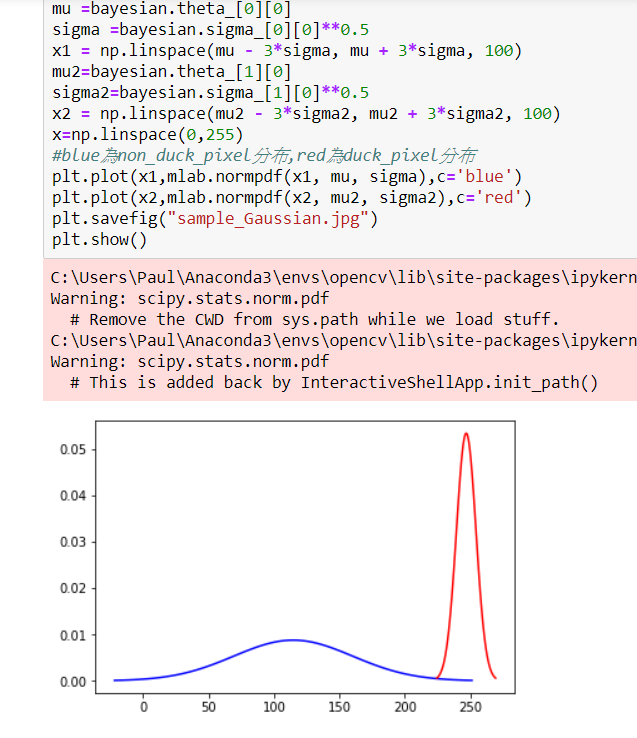 mu =bayesian.theta_[0][0]
sigma =bayesian.sigma_[0][0]**0.5
x1 = np.linspace(mu - 3*sigma, mu + 3*sigma, 100)
mu2=bayesian.theta_[1][0]
sigma2=bayesian.sigma_[1][0]**0.5
x2 = np.linspace(mu2 - 3*sigma2, mu2 + 3*sigma2, 100)
x=np.linspace(0,255)
#blue為non_duck_pixel分布,red為duck_pixel分布
plt.plot(x1,mlab.normpdf(x1, mu, sigma),c='blue')
plt.plot(x2,mlab.normpdf(x2, mu2, sigma2),c='red')
plt.savefig("sample_Gaussian.jpg")
plt.show()
C:\Users\Paul\Anaconda3\envs\opencv\lib\site-packages\ipykern
Warning: scipy.stats.norm.pdf
# Remove the CWD from sys.path while we load stuff.
C:\Users\Paul\Anaconda3\envs\opencv\lib\site-packages\ipykern
Warning: scipy.stats.norm.pdf
# This is added back by InteractiveShellApp.init_path()
0.05
0.04
0.03
0.02
0.01
0.00
0 50 100 150 200 250